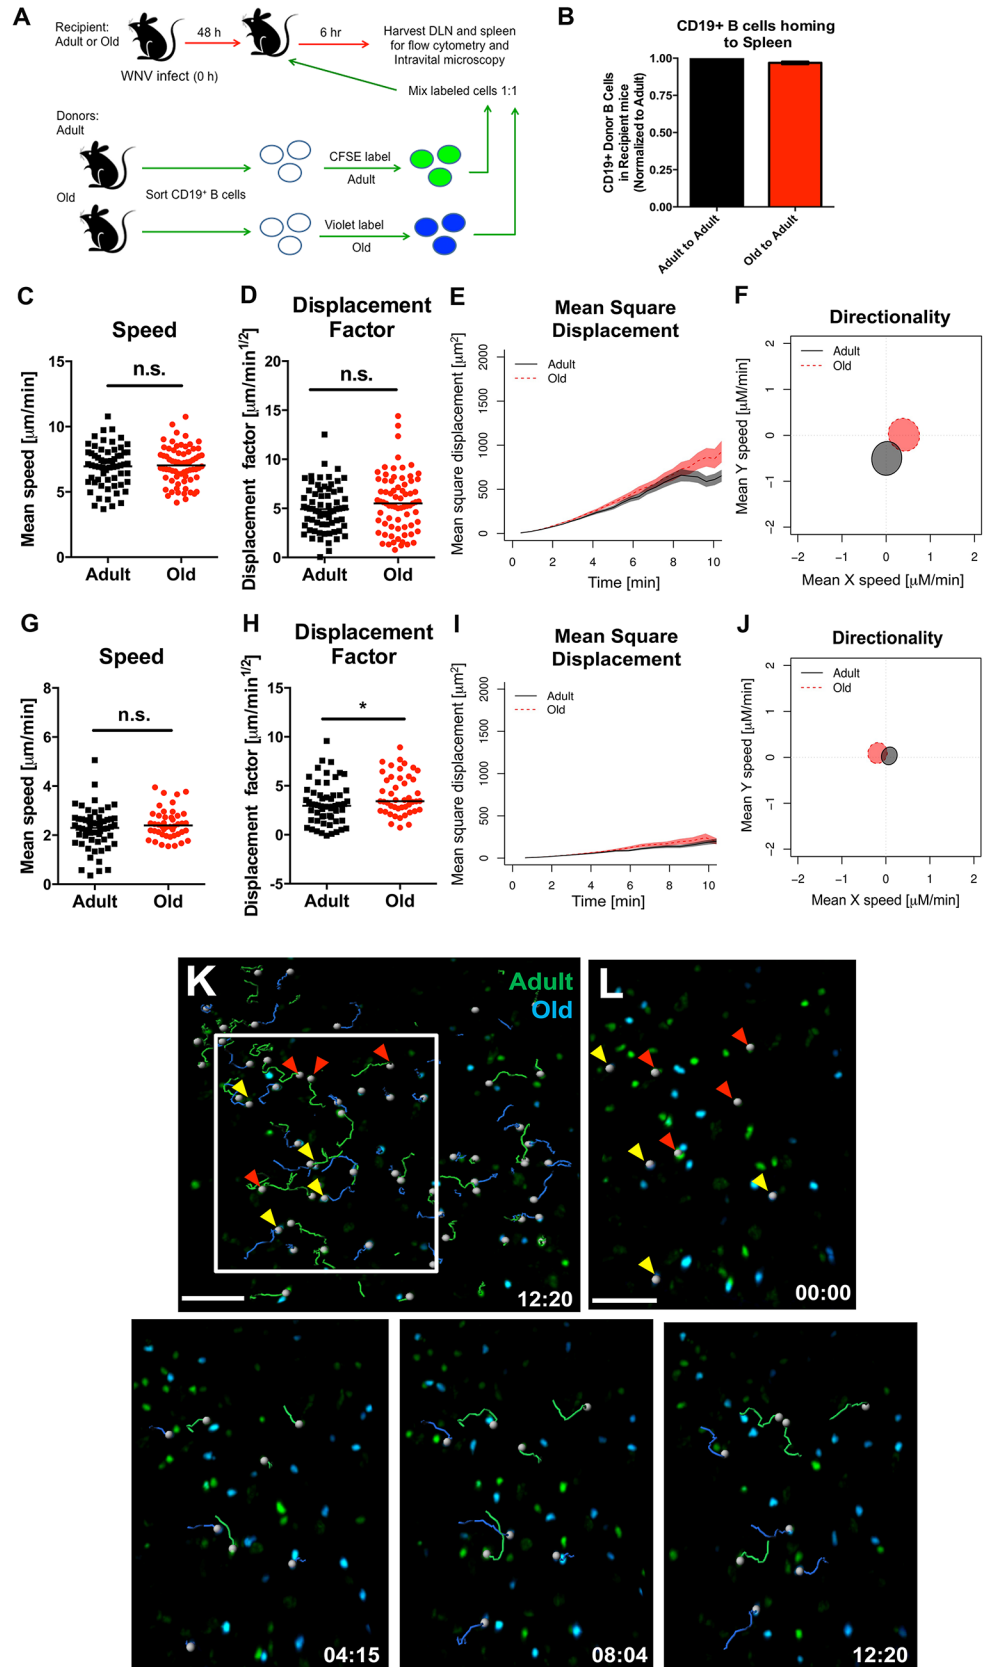 A
Recipient:
Adult or Old
48 h
6 hr
Harvest DLN and spleen
for flow cytometry and
Intravital microscopy
WNV infect (0 h)
Mix labeled cells 1:1
Donors:
Adult
CFSE label
Adult
Sort CD19⁺ B cells
Old
Violet label
Old
B
CD19+ B cells homing
to Spleen
CD19+ Donor B Cells
in Recipient mice
(Normalized to Adult)
1.00
0.75
0.50
0.25
0.00
Adult to Adult
Old to Adult
C
Speed
n.s.
Mean speed [µm/min]
15
10
5
0
Adult
Old
D
Displacement
Factor
n.s.
Displacement factor [µm/min^1/2]
20
15
10
5
0
Adult
Old
E
Mean Square
Displacement
Adult
Old
Mean square displacement [µm²]
2000
1500
1000
500
0
0 2 4 6 8 10
Time [min]
F
Directionality
Adult
Old
Mean Y speed [µM/min]
2
1
0
−1
−2
−2 −1 0 1 2
Mean X speed [µM/min]
G
Speed
n.s.
Mean speed [µm/min]
8
6
4
2
0
Adult
Old
H
Displacement
Factor
*
Displacement factor [µm/min^1/2]
15
10
5
0
-5
Adult
Old
I
Mean Square
Displacement
Adult
Old
Mean square displacement [µm²]
2000
1500
1000
500
0
0 2 4 6 8 10
Time [min]
J
Directionality
Adult
Old
Mean Y speed [µM/min]
2
1
0
−1
−2
−2 −1 0 1 2
Mean X speed [µM/min]
K
Adult
Old
12:20
L
00:00
04:15
08:04
12:20